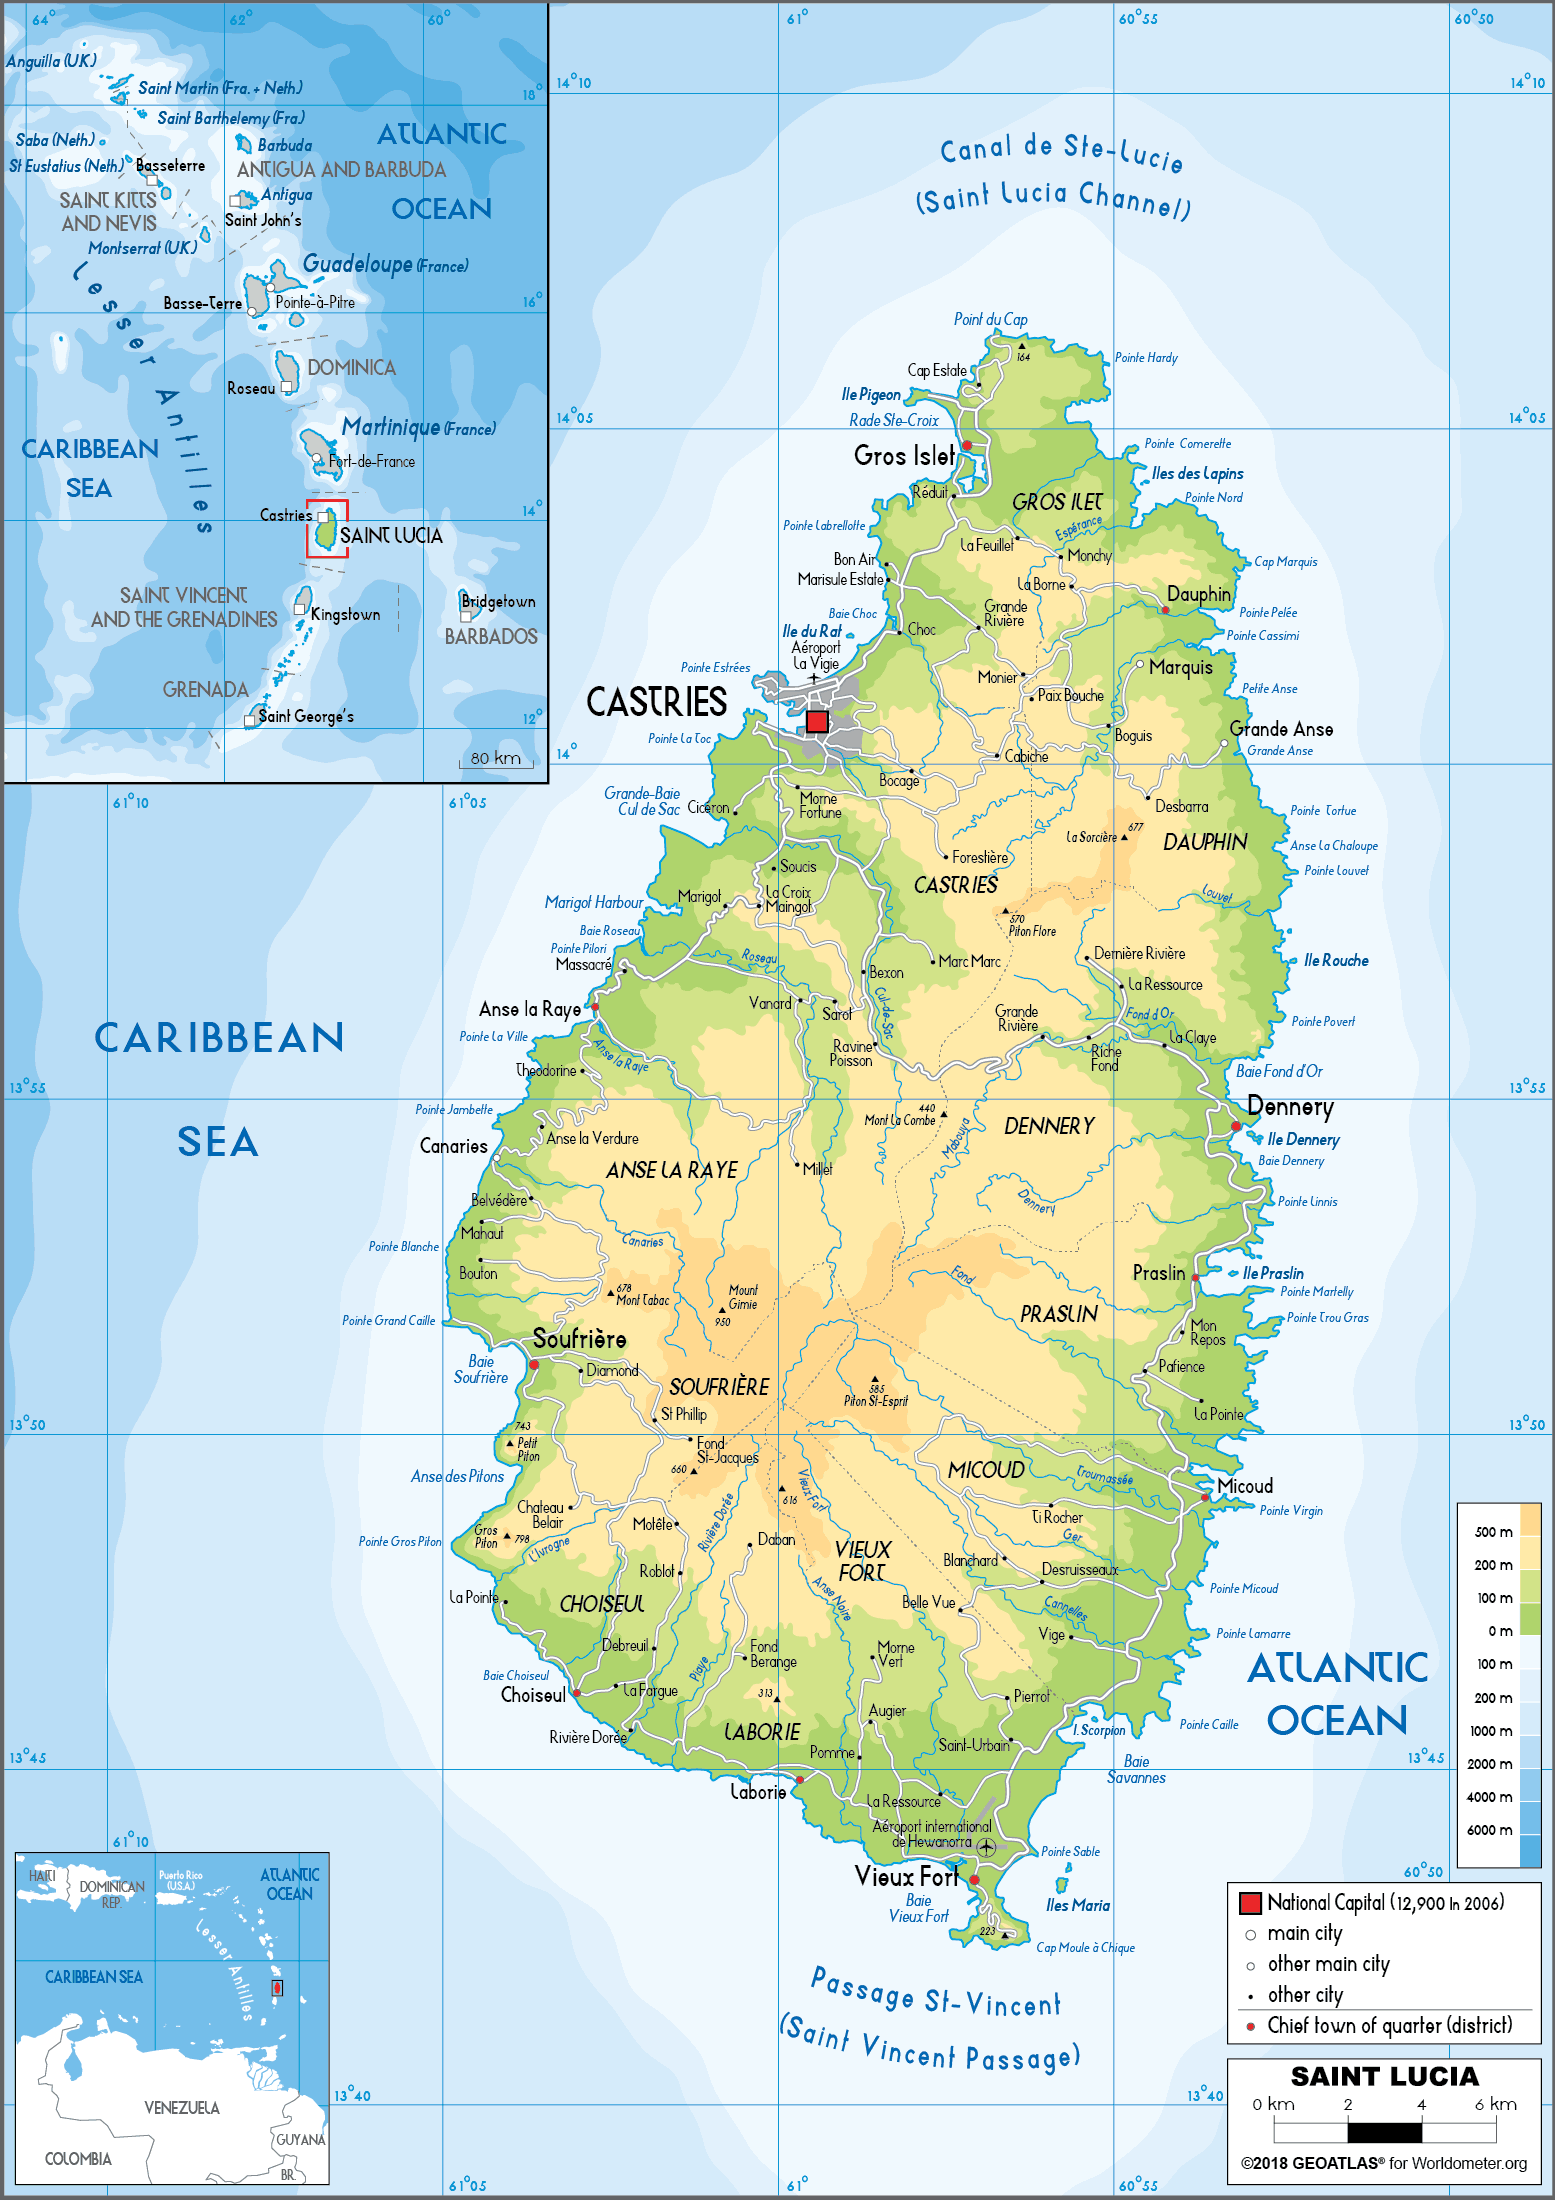 64°
62°
60°
61°
60°55
60°50
Anguilla (U.K.)
Saint Martin (Fra. + Neth.)
18°
14°10
14°10
Saint Barthelemy (Fra.)
Saba (Neth.)
Barbuda
ATLANTIC
OCEAN
St Eustatius (Neth.)
Basseterre
ANTIGUA AND BARBUDA
SAINT KITTS
AND NEVIS
Antigua
Saint John's
Montserrat (U.K.)
Guadeloupe (France)
Basse-Terre
Pointe-à-Pitre
16°
Lesser Antilles
DOMINICA
Roseau
Martinique (France)
Fort-de-France
CARIBBEAN
SEA
Castries
SAINT LUCIA
14°
SAINT VINCENT
AND THE GRENADINES
Kingstown
Bridgetown
BARBADOS
GRENADA
Saint George's
12°
80 km
Canal de Ste-Lucie
(Saint Lucia Channel)
Point du Cap
164
Pointe Hardy
Cap Estate
Ile Pigeon
Rade Ste-Croix
14°05
14°05
Gros Islet
Pointe Comerette
Iles des Lapins
Réduit
GROS ILET
Pointe Nord
Pointe Labrellotte
Espérance
La Feuillet
Monchy
Bon Air
Cap Marquis
Marisule Estate
La Borne
Dauphin
Baie Choc
Grande
Rivière
Pointe Pelée
Ile du Rat
Choc
Pointe Cassimi
Aéroport
La Vigie
Pointe Estrées
Marquis
Monier
Paix Bouche
Petite Anse
CASTRIES
Pointe La Toc
Boguis
Grande Anse
Grande Anse
14°
Cabiche
Bocage
Grande-Baie
Cul de Sac
Cicéron
Morne
Fortune
Desbarra
61°10
61°05
Pointe Tortue
La Sorcière
677
DAUPHIN
Anse La Chaloupe
Forestière
Soucis
Pointe Louvet
CASTRIES
Marigot
La Croix
Maingot
Louvet
Marigot Harbour
570
Piton Flore
Baie Roseau
Pointe Pilori
Massacré
Roseau
Marc Marc
Dernière Rivière
Ile Rouche
Bexon
La Ressource
Anse la Raye
Vanard
Sarot
Cul-de-Sac
Grande
Rivière
Fond d'Or
Pointe Povert
CARIBBEAN
SEA
Pointe La Ville
Anse la Raye
Ravine
Poisson
Riche
Fond
La Claye
Theodorine
Baie Fond d'Or
13°55
13°55
Pointe Jambette
440
Mont La Combe
DENNERY
Dennery
Canaries
Anse la Verdure
Mabouya
Ile Dennery
Baie Dennery
ANSE LA RAYE
Millet
Belvédère
Dennery
Pointe Linnis
Mahaut
Canaries
Pointe Blanche
Bouton
Fond
Praslin
Ile Praslin
678
Mont Tabac
Mount
Gimie
950
Pointe Martelly
Pointe Grand Caille
PRASLIN
Pointe Trou Gras
Soufrière
Mon
Repos
Baie
Soufrière
Diamond
Patience
SOUFRIÈRE
585
Piton St-Esprit
St Phillip
La Pointe
13°50
13°50
743
Petit
Piton
Fond
St-Jacques
660
Anse des Pitons
MICOUD
Troumassée
Micoud
Vieux Fort
616
Chateau
Belair
Pointe Virgin
Rivière Dorée
Motête
Ti Rocher
Gros
Piton
798
Pointe Gros Piton
L'Ivrogne
Daban
VIEUX
FORT
Ger
Blanchard
Desruisseaux
Roblot
Pointe Micoud
La Pointe
CHOISEUL
Anse Noire
Belle Vue
Cannelles
Debreuil
Fond
Berange
Morne
Vert
Vige
Pointe Lamarre
Piaye
Baie Choiseul
Choiseul
La Fargue
313
Pierrot
ATLANTIC
OCEAN
Rivière Dorée
LABORIE
Augier
I. Scorpion
Pointe Caille
Pomme
Saint-Urbain
13°45
13°45
Laborie
Baie
Savannes
La Ressource
Aéroport international
de Hewanorra
Pointe Sable
Vieux Fort
Baie
Vieux Fort
Iles Maria
223
Cap Moule à Chique
Passage St-Vincent
(Saint Vincent Passage)
500 m
200 m
100 m
0 m
100 m
200 m
1000 m
2000 m
4000 m
6000 m
61°10
60°50
HAITI
DOMINICAN
REP.
Puerto Rico
(U.S.A.)
ATLANTIC
OCEAN
Lesser Antilles
CARIBBEAN SEA
VENEZUELA
COLOMBIA
GUYANA
BR.
National Capital (12,900 In 2006)
main city
other main city
other city
Chief town of quarter (district)
13°40
13°40
SAINT LUCIA
0 km 2 4 6 km
©2018 GEOATLAS® for Worldometer.org
61°05
61°
60°55